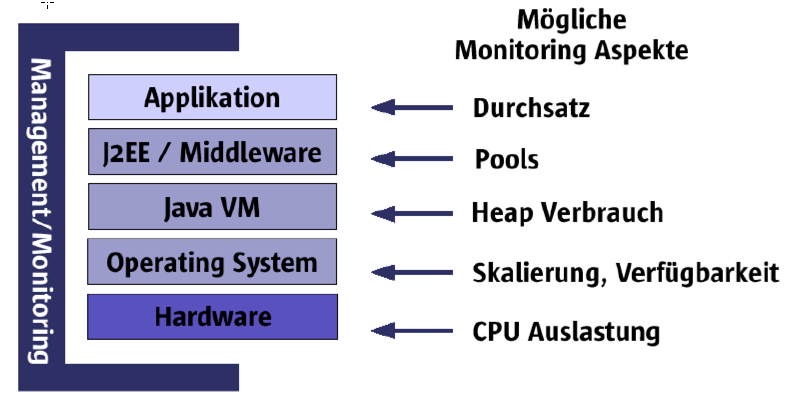 Mögliche
Monitoring Aspekte
Management/Monitoring
Applikation
Durchsatz
J2EE / Middleware
Pools
Java VM
Heap Verbrauch
Operating System
Skalierung, Verfügbarkeit
Hardware
CPU Auslastung